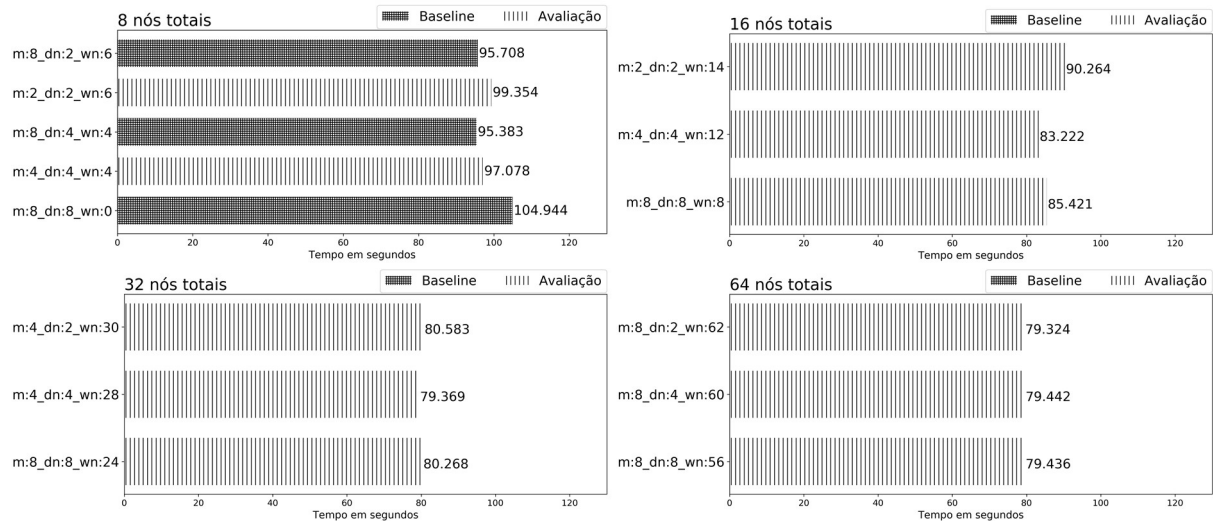 8 nós totais
Baseline Avaliação
m:8_dn:2_wn:6 95.708
m:2_dn:2_wn:6 99.354
m:8_dn:4_wn:4 95.383
m:4_dn:4_wn:4 97.078
m:8_dn:8_wn:0 104.944
0 20 40 60 80 100 120
Tempo em segundos
16 nós totais
Baseline Avaliação
m:2_dn:2_wn:14 90.264
m:4_dn:4_wn:12 83.222
m:8_dn:8_wn:8 85.421
0 20 40 60 80 100 120
Tempo em segundos
32 nós totais
Baseline Avaliação
m:4_dn:2_wn:30 80.583
m:4_dn:4_wn:28 79.369
m:8_dn:8_wn:24 80.268
0 20 40 60 80 100 120
Tempo em segundos
64 nós totais
Baseline Avaliação
m:8_dn:2_wn:62 79.324
m:8_dn:4_wn:60 79.442
m:8_dn:8_wn:56 79.436
0 20 40 60 80 100 120
Tempo em segundos